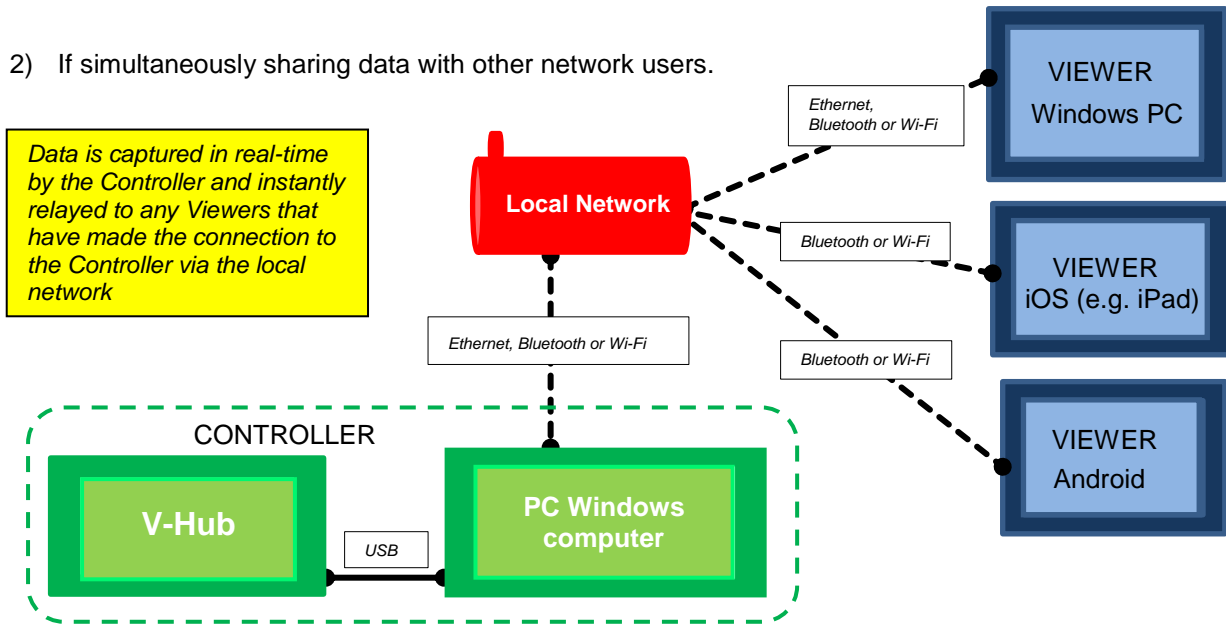 2) If simultaneously sharing data with other network users.
Data is captured in real-time
by the Controller and instantly
relayed to any Viewers that
have made the connection to
the Controller via the local
network
Local Network
Ethernet,
Bluetooth or Wi-Fi
VIEWER
Windows PC
Bluetooth or Wi-Fi
VIEWER
iOS (e.g. iPad)
Bluetooth or Wi-Fi
VIEWER
Android
Ethernet, Bluetooth or Wi-Fi
CONTROLLER
V-Hub
USB
PC Windows
computer